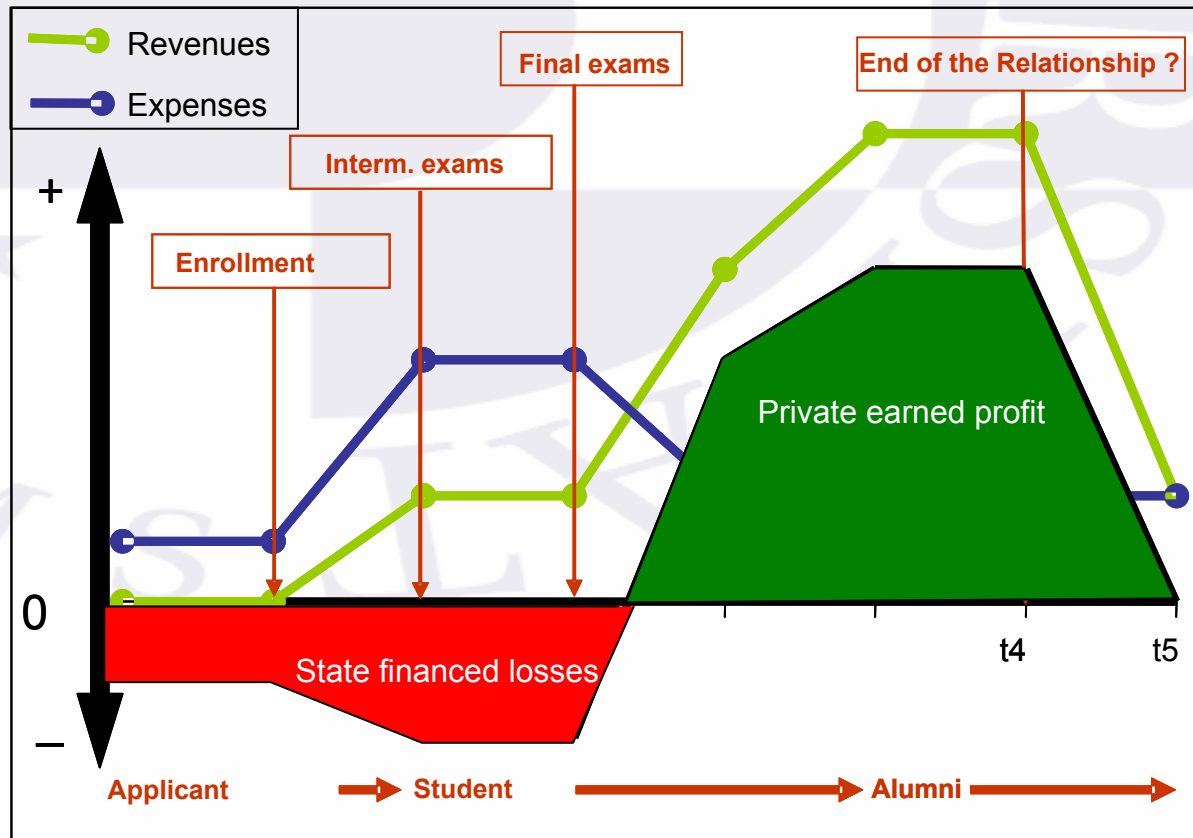 Revenues
Expenses
Final exams
End of the Relationship ?
Interm. exams
Enrollment
+
0
–
Private earned profit
State financed losses
t4
t5
Applicant
Student
Alumni